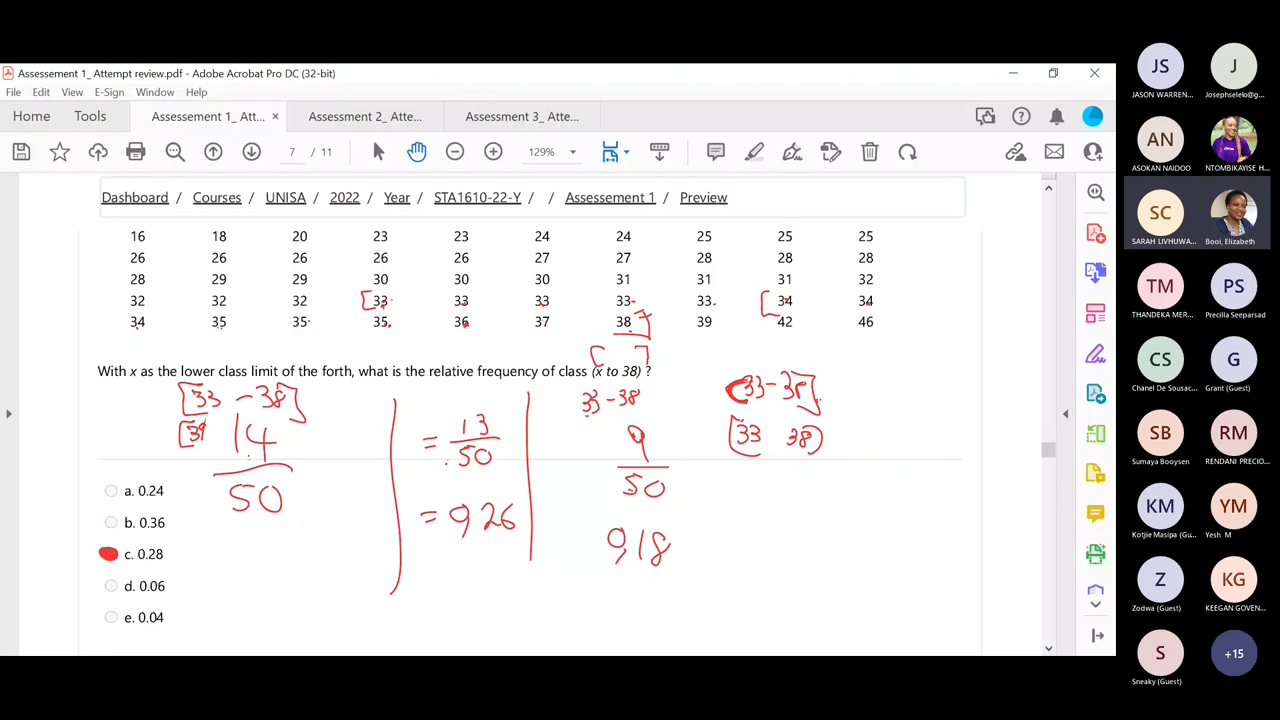 Assessement 1_ Attempt review.pdf - Adobe Acrobat Pro DC (32-bit)
File Edit View E-Sign Window Help
Home Tools Assessement 1_ Att... × Assessment 2_ Atte... Assessment 3_ Atte...
7 / 11 129%
Dashboard / Courses / UNISA / 2022 / Year / STA1610-22-Y / / Assessement 1 / Preview
16 18 20 23 23 24 24 25 25 25
26 26 26 26 26 27 27 28 28 28
28 29 29 30 30 30 31 31 31 32
32 32 32 [33 33 33 33 33 [34 34
34 35 35 35 36 37 38] 39 42 46
[ ]
With x as the lower class limit of the forth, what is the relative frequency of class (x to 38) ?
[33 - 38]
14
50
= 13
50
= 0,26
33 - 38
9
50
0,18
33 - 38]
[33 38)
a. 0.24
b. 0.36
c. 0.28
d. 0.06
e. 0.04
JS
JASON WARREN...
J
Josephselelo@g...
AN
ASOKAN NAIDOO
NTOMBIKAYISE H...
SC
SARAH LIVHUWA...
Booi, Elizabeth
TM
THANDEKA MER...
PS
Precilla Seeparsad
CS
Chanel De Sousac...
G
Grant (Guest)
SB
Sumaya Booysen
RM
RENDANI PRECIO...
KM
Kotjie Masipa (Gu...
YM
Yesh M
Z
Zodwa (Guest)
KG
KEEGAN GOVEN...
S
Sneaky (Guest)
+15